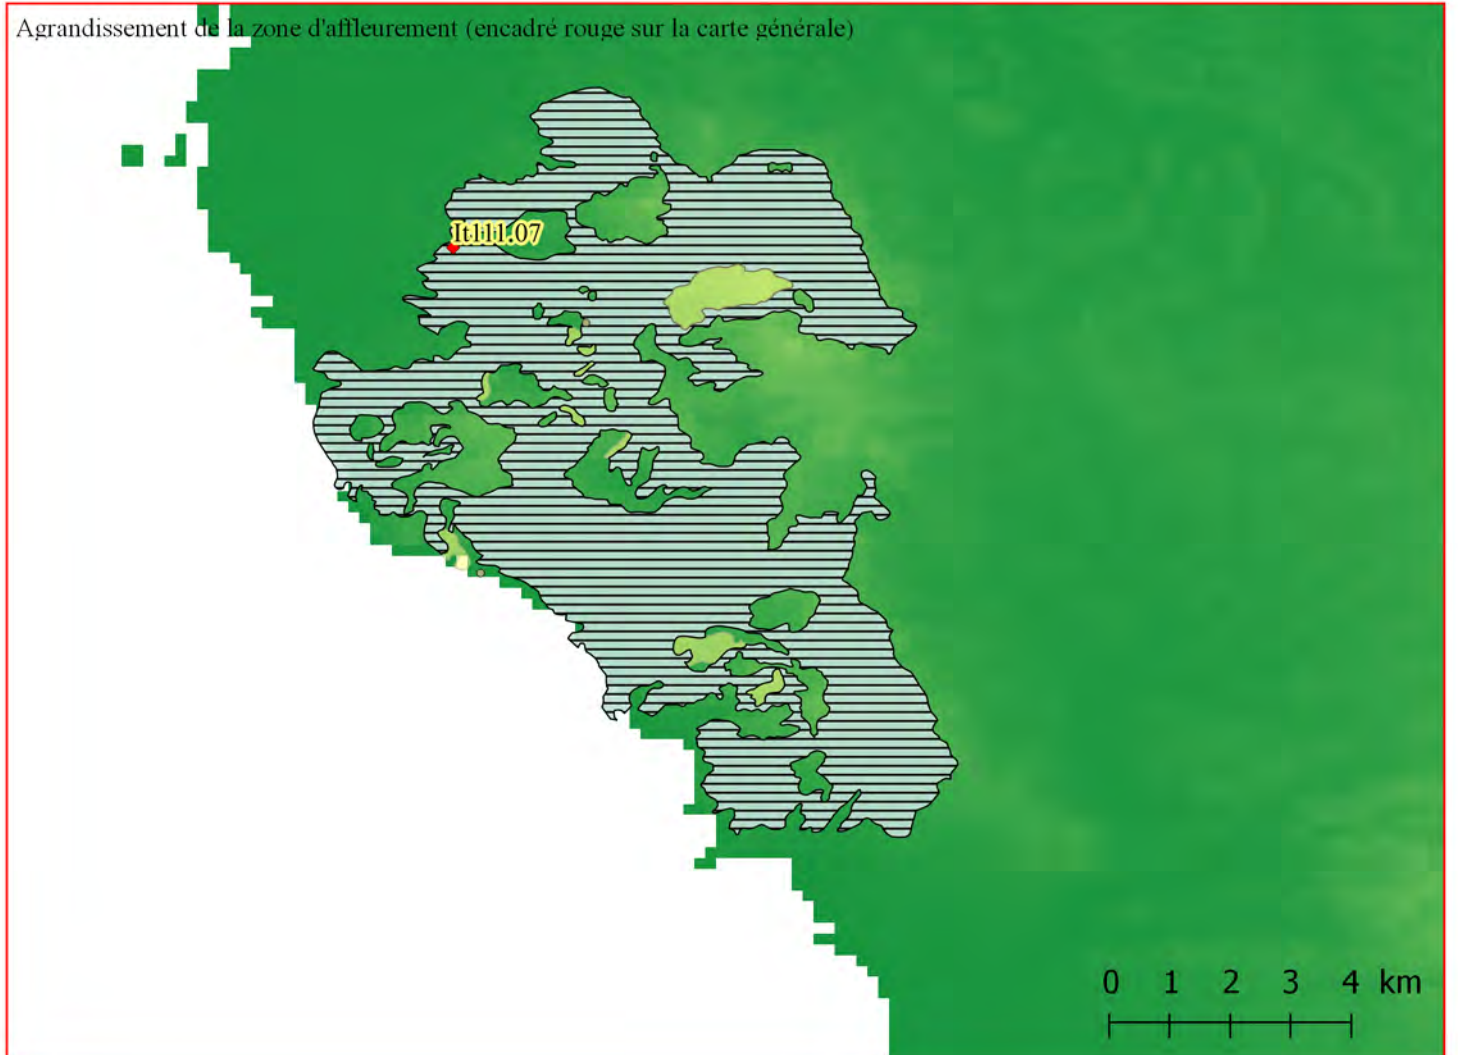 Agrandissement de la zone d'affleurement (encadré rouge sur la carte générale)
It111.07
0 1 2 3 4 km